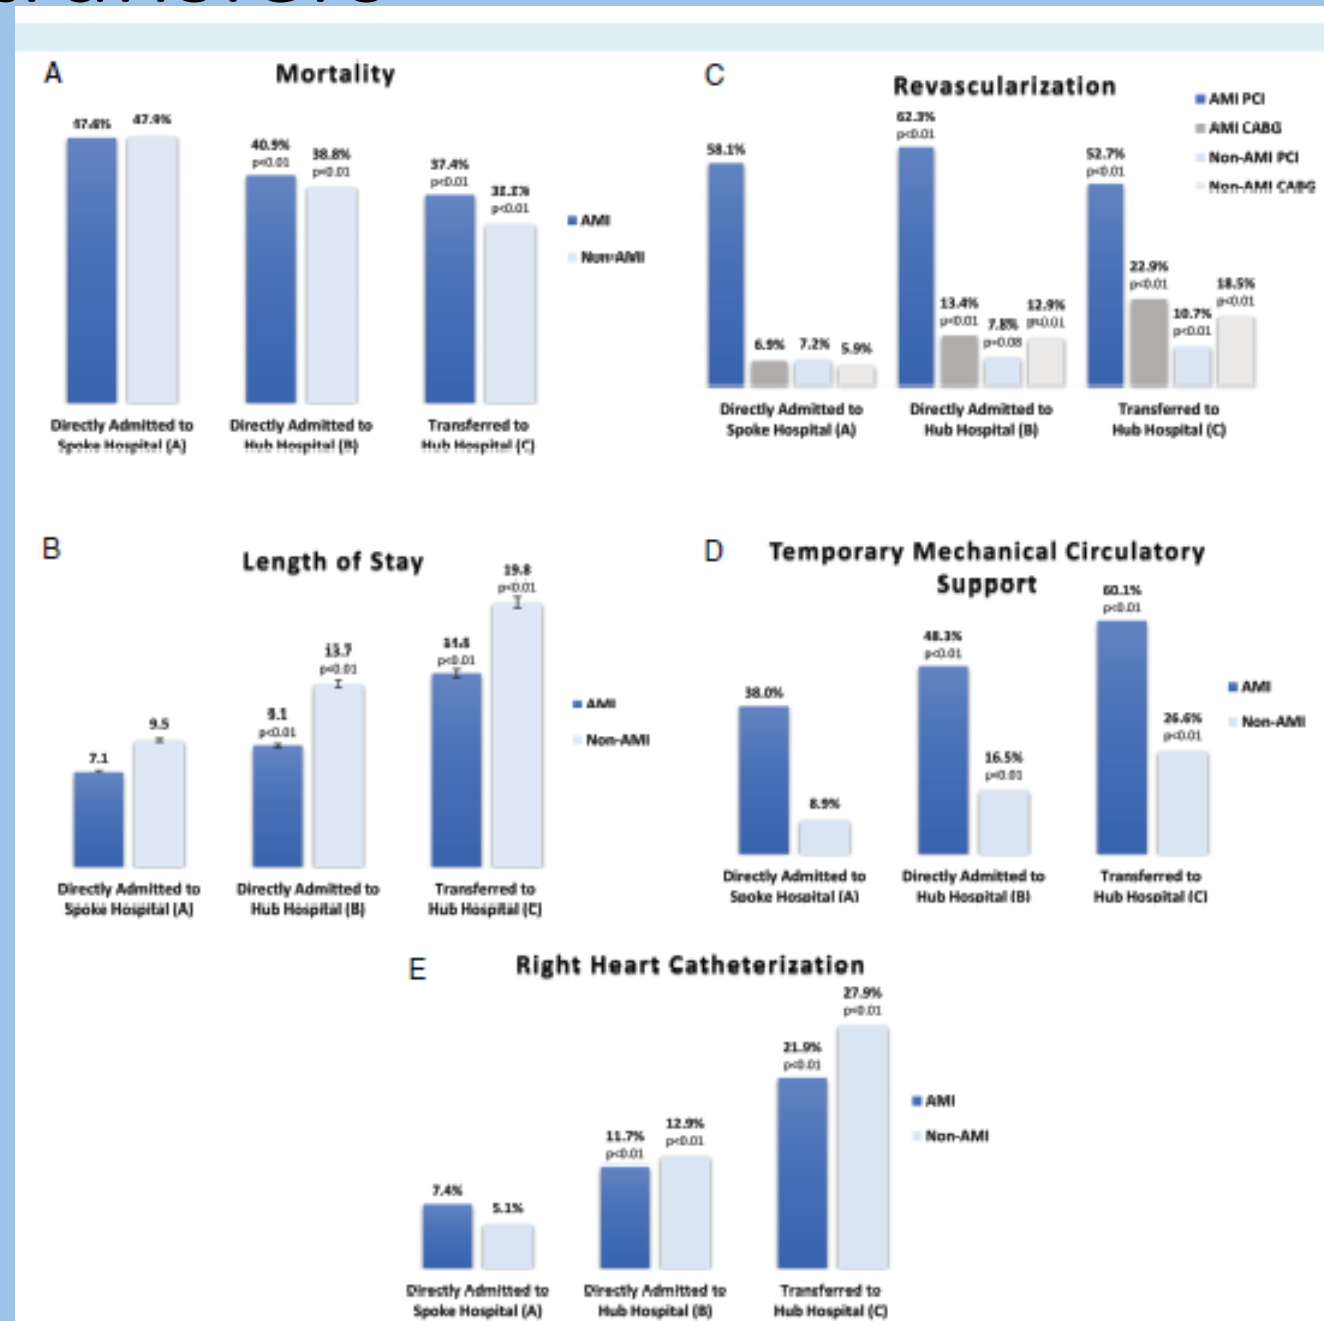 A
Mortality
47.9%
40.9%
p<0.01
38.8%
p<0.01
37.4%
p<0.01
p<0.01
AMI
Non-AMI
Directly Admitted to
Spoke Hospital (A)
Directly Admitted to
Hub Hospital (B)
Transferred to
Hub Hospital (C)
C
Revascularization
AMI PCI
AMI CABG
Non-AMI PCI
Non-AMI CABG
58.1%
6.9%
7.2%
5.9%
62.3%
p<0.01
13.4%
p<0.01
7.8%
p=0.08
12.9%
p<0.01
52.7%
p<0.01
22.9%
p<0.01
10.7%
p<0.01
18.5%
p<0.01
Directly Admitted to
Spoke Hospital (A)
Directly Admitted to
Hub Hospital (B)
Transferred to
Hub Hospital (C)
B
Length of Stay
7.1
9.5
9.1
p<0.01
13.7
p<0.01
p<0.01
19.8
p<0.01
AMI
Non-AMI
Directly Admitted to
Spoke Hospital (A)
Directly Admitted to
Hub Hospital (B)
Transferred to
Hub Hospital (C)
D
Temporary Mechanical Circulatory
Support
38.0%
8.9%
48.3%
p<0.01
16.5%
p<0.01
60.1%
p<0.01
26.6%
p<0.01
AMI
Non-AMI
Directly Admitted to
Spoke Hospital (A)
Directly Admitted to
Hub Hospital (B)
Transferred to
Hub Hospital (C)
E
Right Heart Catheterization
7.4%
5.1%
11.7%
p<0.01
12.9%
p<0.01
21.9%
p<0.01
27.9%
p<0.01
AMI
Non-AMI
Directly Admitted to
Spoke Hospital (A)
Directly Admitted to
Hub Hospital (B)
Transferred to
Hub Hospital (C)